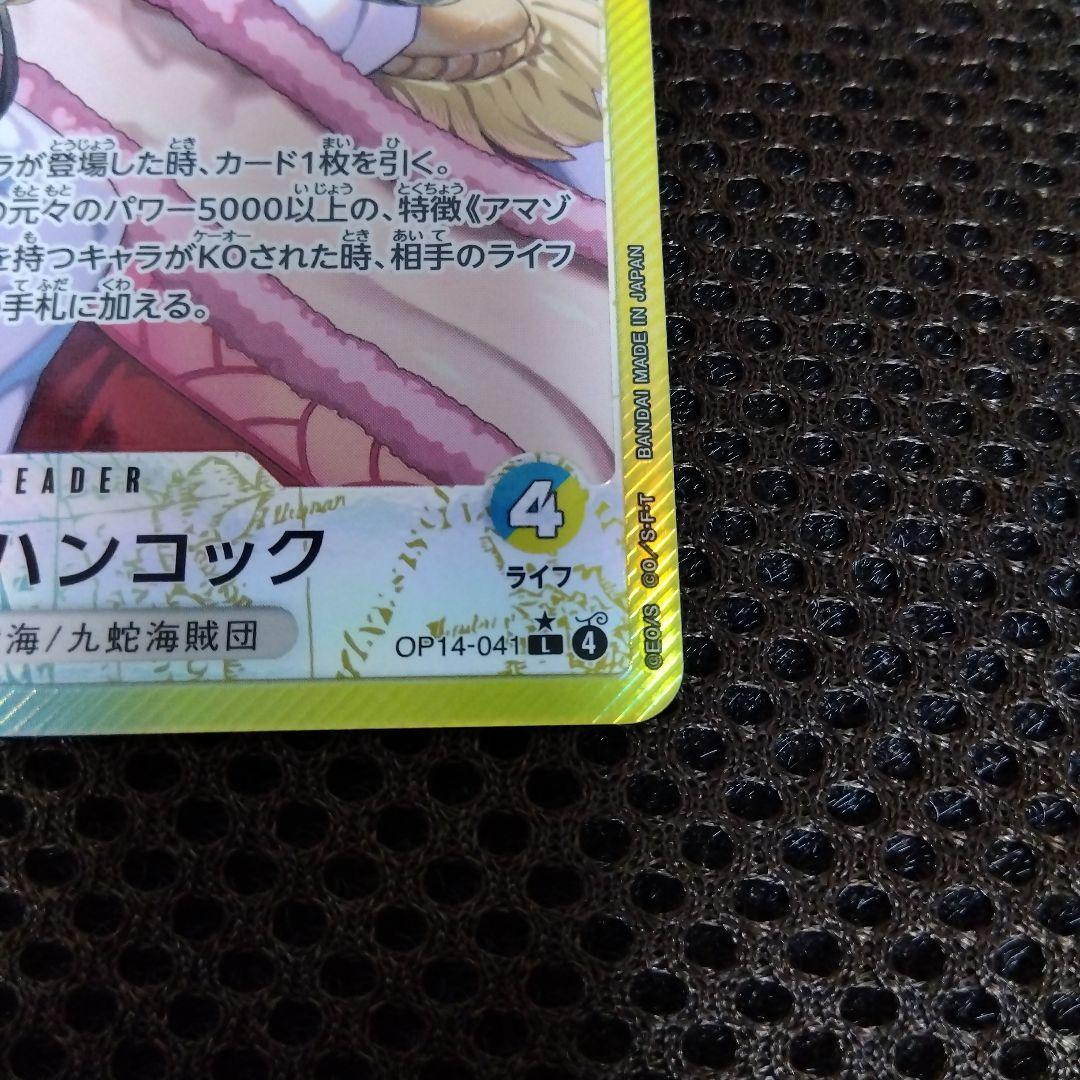 ラが登場した時、カード1枚を引く。
の元々のパワー5000以上の、特徴《アマゾ
を持つキャラがKOされた時、相手のライフ
手札に加える。
EADER
4
ハンコック
ライフ
海/九蛇海賊団
OP14-041 L 4
©EO/S ©O/S·F·T BANDAI MADE IN JAPAN